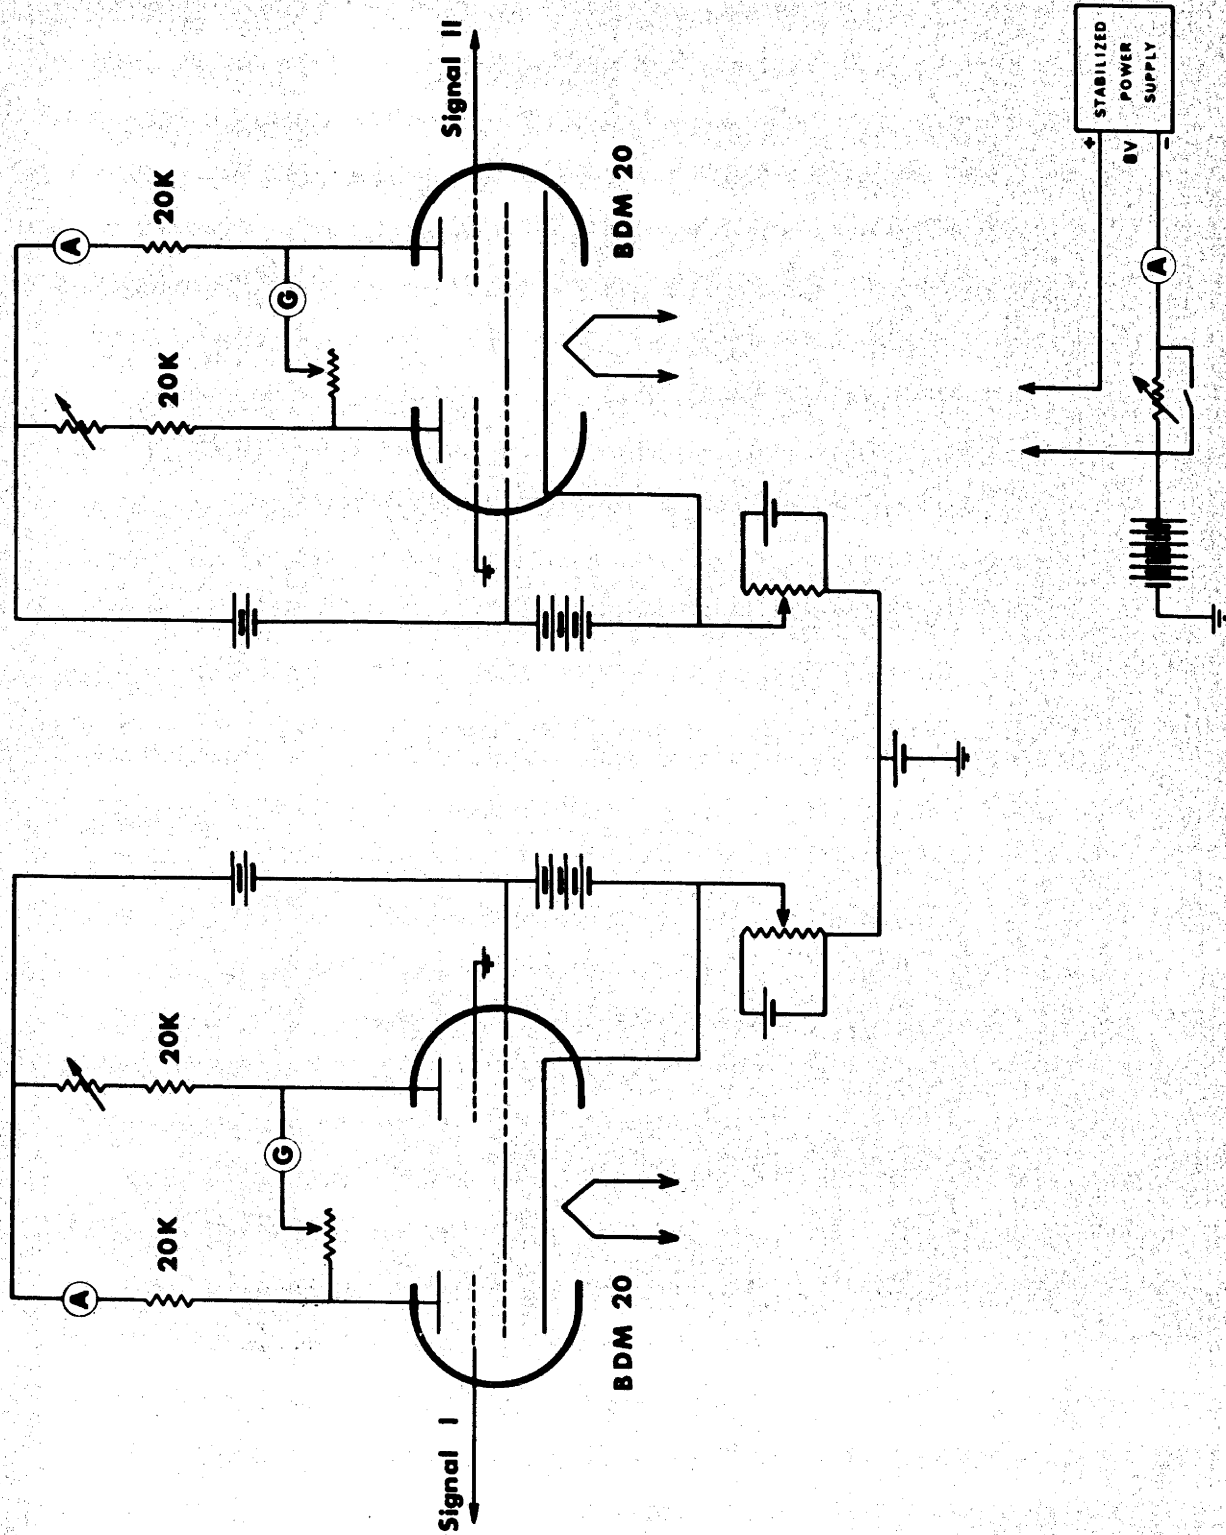 Signal I
BDM 20
20K
A
G
20K
20K
G
20K
A
Signal II
BDM 20
A
+
8V
−
STABILIZED
POWER
SUPPLY